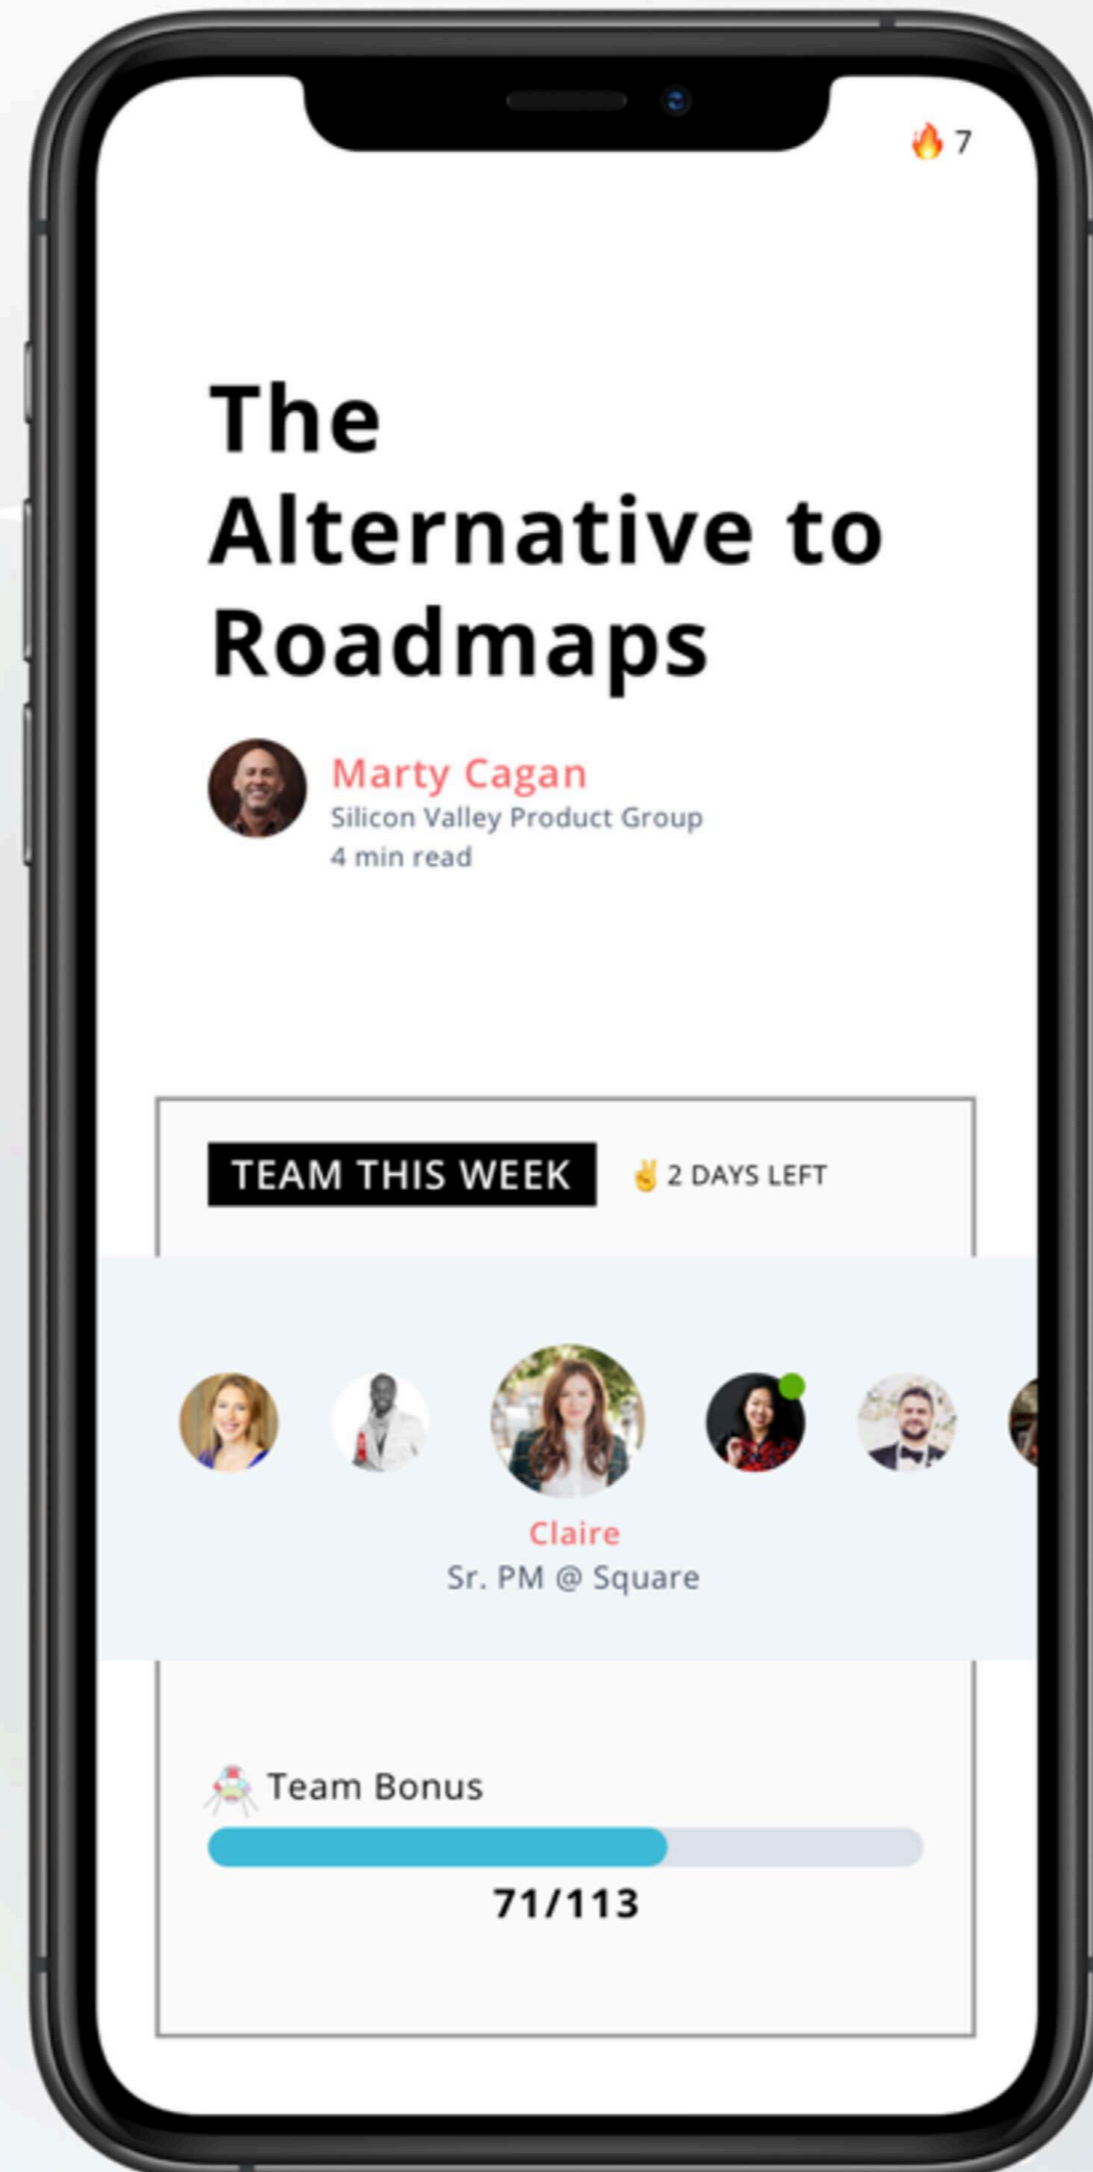 🔥 7
The
Alternative to
Roadmaps
Marty Cagan
Silicon Valley Product Group
4 min read
TEAM THIS WEEK ✌️ 2 DAYS LEFT
Claire
Sr. PM @ Square
Team Bonus
71/113